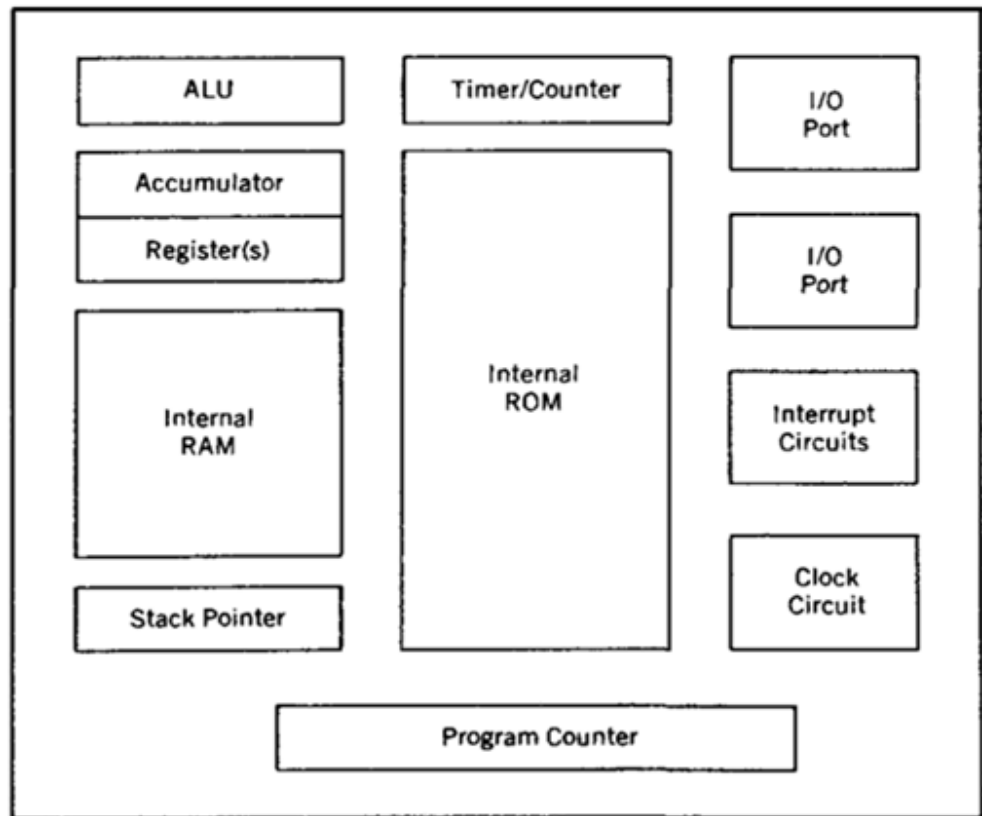 ALU
Accumulator
Register(s)
Internal
RAM
Stack Pointer
Timer/Counter
Internal
ROM
I/O
Port
I/O
Port
Interrupt
Circuits
Clock
Circuit
Program Counter